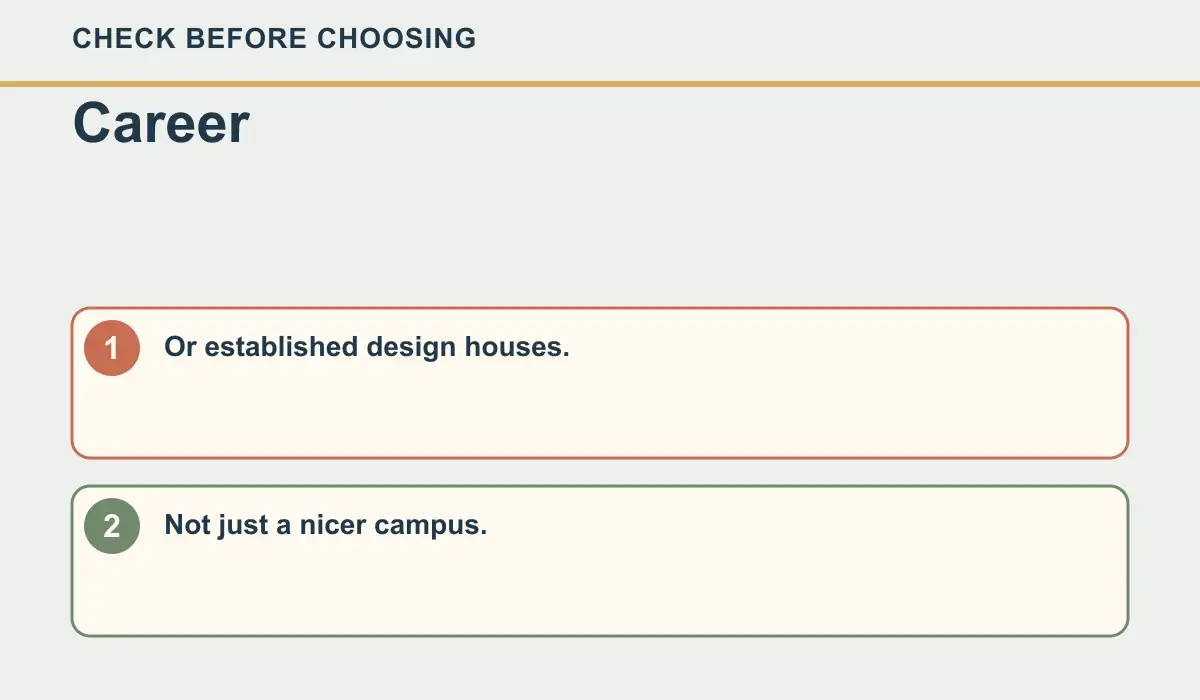 CHECK BEFORE CHOOSING
Career
1 Or established design houses.
2 Not just a nicer campus.